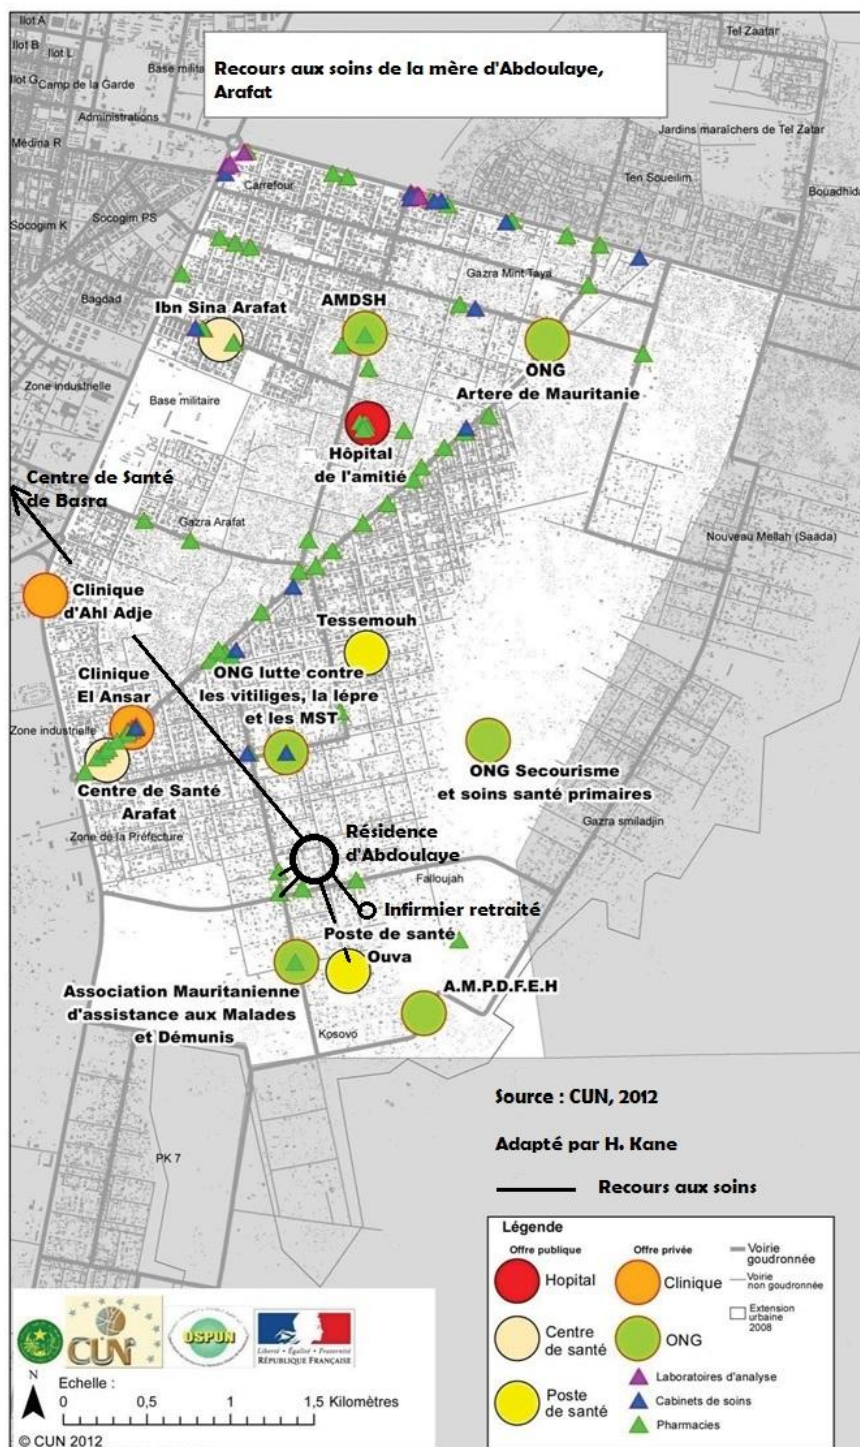 Recours aux soins de la mère d'Abdoulaye,
Arafat
Ilot A
Ilot B
Ilot L
Ilot G
Camp de la Garde
Base militai
Administrations
Médina R
Socogim K
Socogim PS
Bagdad
Carrefour
Tel Zaatar
Jardins maraîchers de Tel Zatar
Ten Soueilim
Bouadhida
Gazra Mint Taya
Ibn Sina Arafat
AMDSH
ONG
Artere de Mauritanie
Zone industrielle
Base militaire
Hôpital
de l'amitié
Centre de Santé
de Basra
Gazra Arafat
Nouveau Mellah (Saada)
Clinique
d'Ahl Adje
Tessemouh
Clinique
El Ansar
ONG lutte contre
les vitiliges, la lépre
et les MST
Zone industrielle
Centre de Santé
Arafat
ONG Secourisme
et soins santé primaires
Zone de la Préfecture
Gazra smiladjin
Résidence
d'Abdoulaye
Falloujah
Infirmier retraité
Poste de santé
Ouva
Association Mauritanienne
d'assistance aux Malades
et Démunis
A.M.P.D.F.E.H
Kosovo
PK 7
Source : CUN, 2012
Adapté par H. Kane
Recours aux soins
Légende
Offre publique
Offre privée
Hopital
Clinique
Voirie
goudronnée
Voirie
non goudronnée
Centre
de santé
ONG
Extension
urbaine
2008
Poste
de santé
Laboratoires d'analyse
Cabinets de soins
Pharmacies
CUN
OSPUN
Liberté • Égalité • Fraternité
RÉPUBLIQUE FRANÇAISE
N
Echelle :
0 0,5 1 1,5 Kilomètres
© CUN 2012